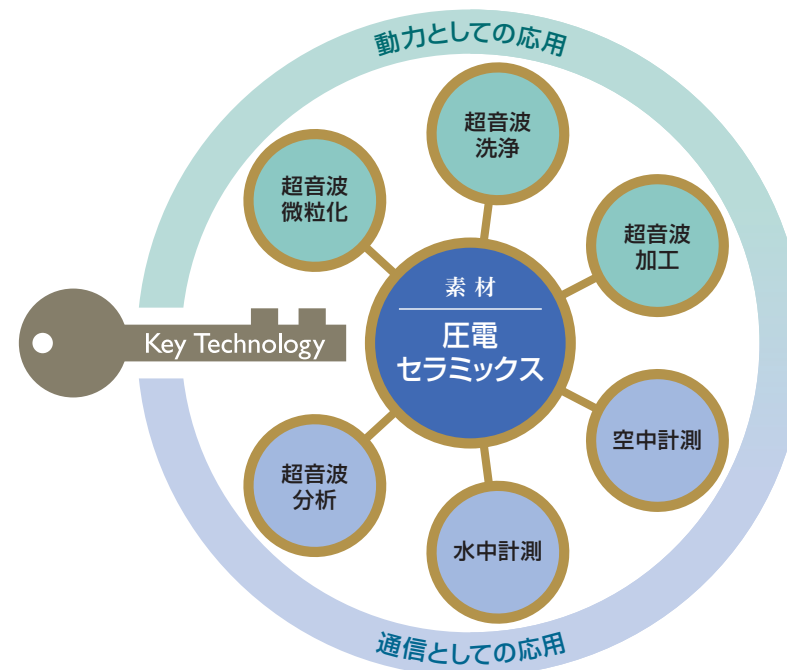 動力としての応用
超音波
洗浄
超音波
微粒化
超音波
加工
素材
圧電
セラミックス
Key Technology
空中計測
超音波
分析
水中計測
通信としての応用